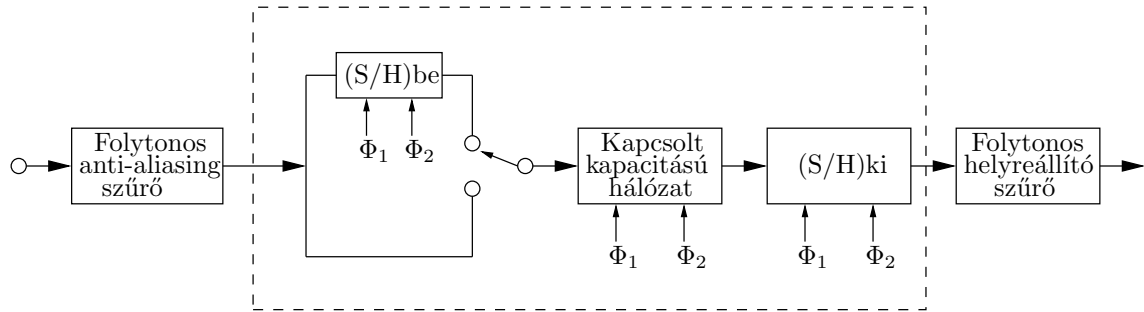 Folytonos
anti-aliasing
szűrő
(S/H)be
Φ1 Φ2
Kapcsolt
kapacitású
hálózat
Φ1 Φ2
(S/H)ki
Φ1 Φ2
Folytonos
helyreállító
szűrő